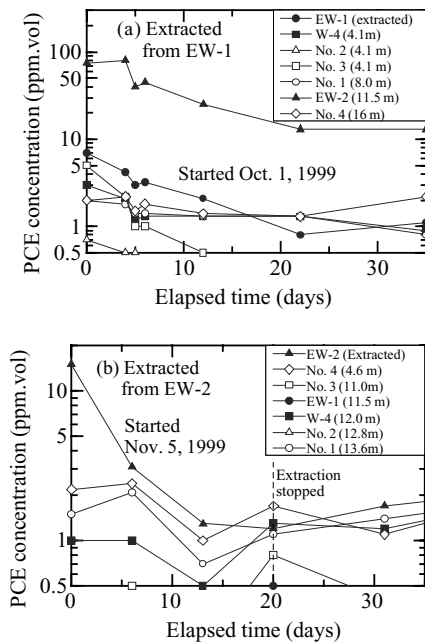 (a) Extracted
from EW-1
EW-1 (extracted)
W-4 (4.1m)
No. 2 (4.1 m)
No. 3 (4.1 m)
No. 1 (8.0 m)
EW-2 (11.5 m)
No. 4 (16 m)
Started Oct. 1, 1999
PCE concentration (ppm.vol)
100
50
10
5
1
0.5
0
10
20
30
Elapsed time (days)
(b) Extracted
from EW-2
Started
Nov. 5, 1999
EW-2 (Extracted)
No. 4 (4.6 m)
No. 3 (11.0m)
EW-1 (11.5 m)
W-4 (12.0 m)
No. 2 (12.8m)
No. 1 (13.6m)
Extraction
stopped
PCE concentration (ppm.vol)
10
5
1
0.5
0
10
20
30
Elapsed time (days)